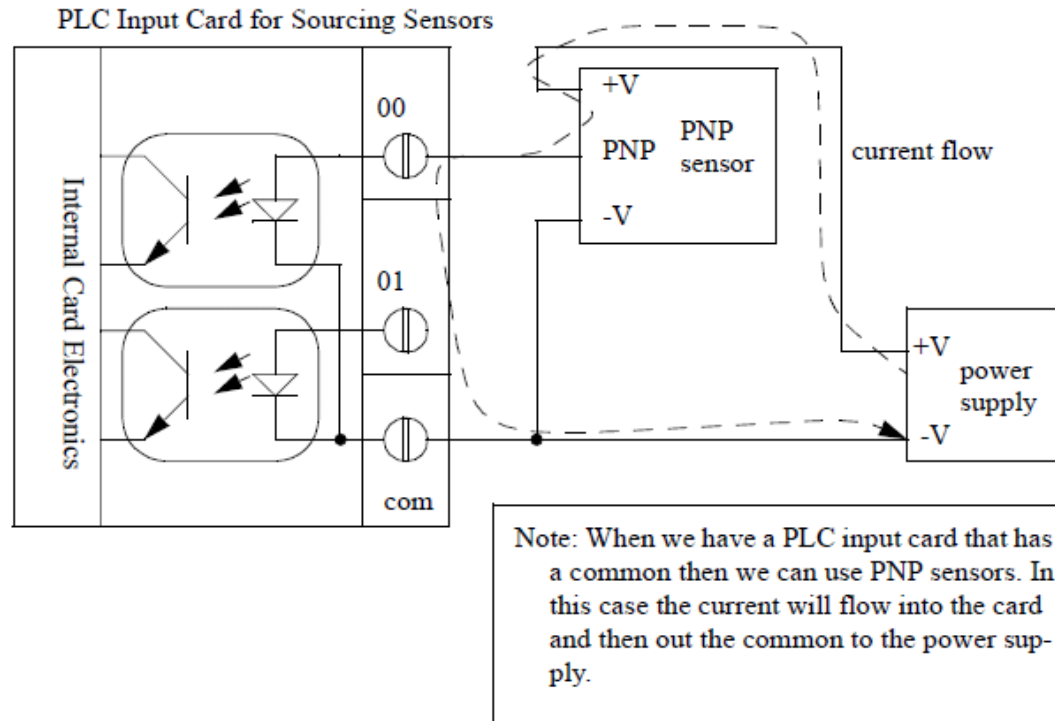 PLC Input Card for Sourcing Sensors
00
+V
PNP
PNP
sensor
current flow
-V
Internal Card Electronics
01
+V
power
supply
-V
com
Note: When we have a PLC input card that has
a common then we can use PNP sensors. In
this case the current will flow into the card
and then out the common to the power sup-
ply.